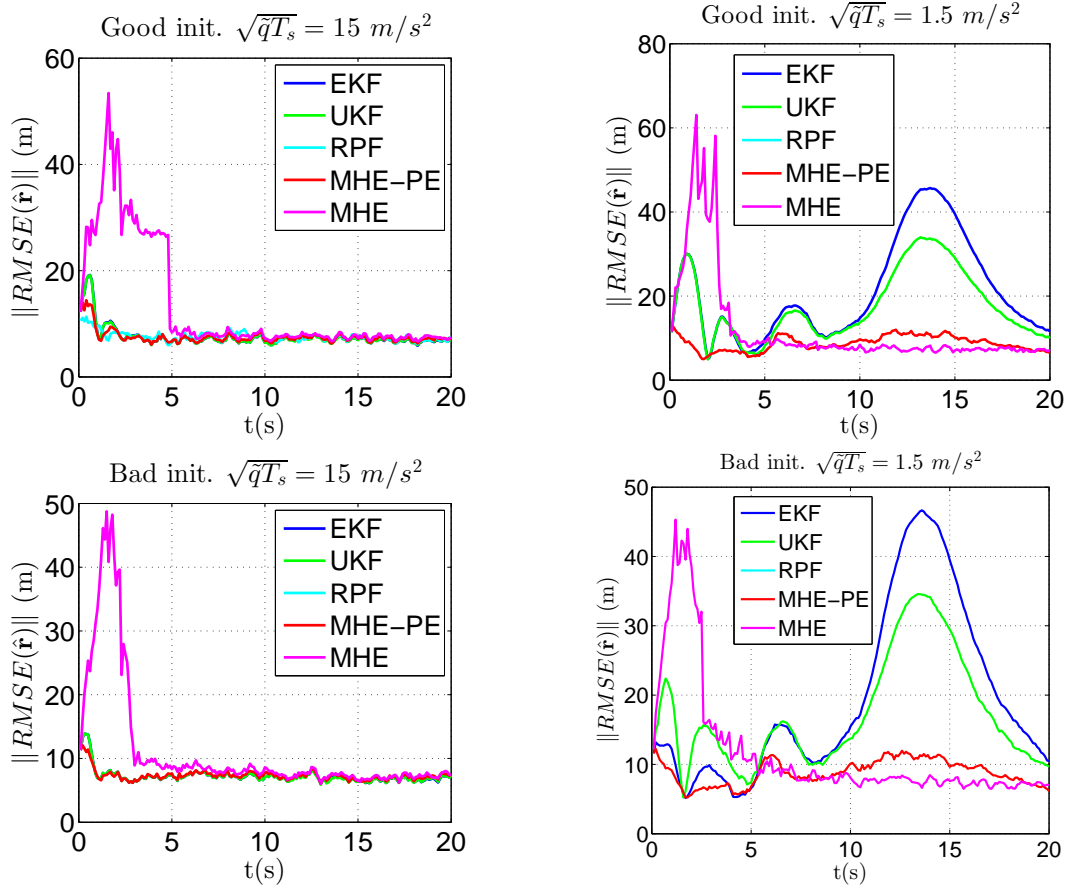 Good init. √q̃Tₛ = 15 m/s²
||RMSE(r̂)|| (m)
60
40
20
0
EKF
UKF
RPF
MHE-PE
MHE
0 5 10 15 20
t(s)
Good init. √q̃Tₛ = 1.5 m/s²
||RMSE(r̂)|| (m)
80
60
40
20
0
EKF
UKF
RPF
MHE-PE
MHE
0 5 10 15 20
t(s)
Bad init. √q̃Tₛ = 15 m/s²
||RMSE(r̂)|| (m)
50
40
30
20
10
0
EKF
UKF
RPF
MHE-PE
MHE
0 5 10 15 20
t(s)
Bad init. √q̃Tₛ = 1.5 m/s²
||RMSE(r̂)|| (m)
50
40
30
20
10
0
EKF
UKF
RPF
MHE-PE
MHE
0 5 10 15 20
t(s)